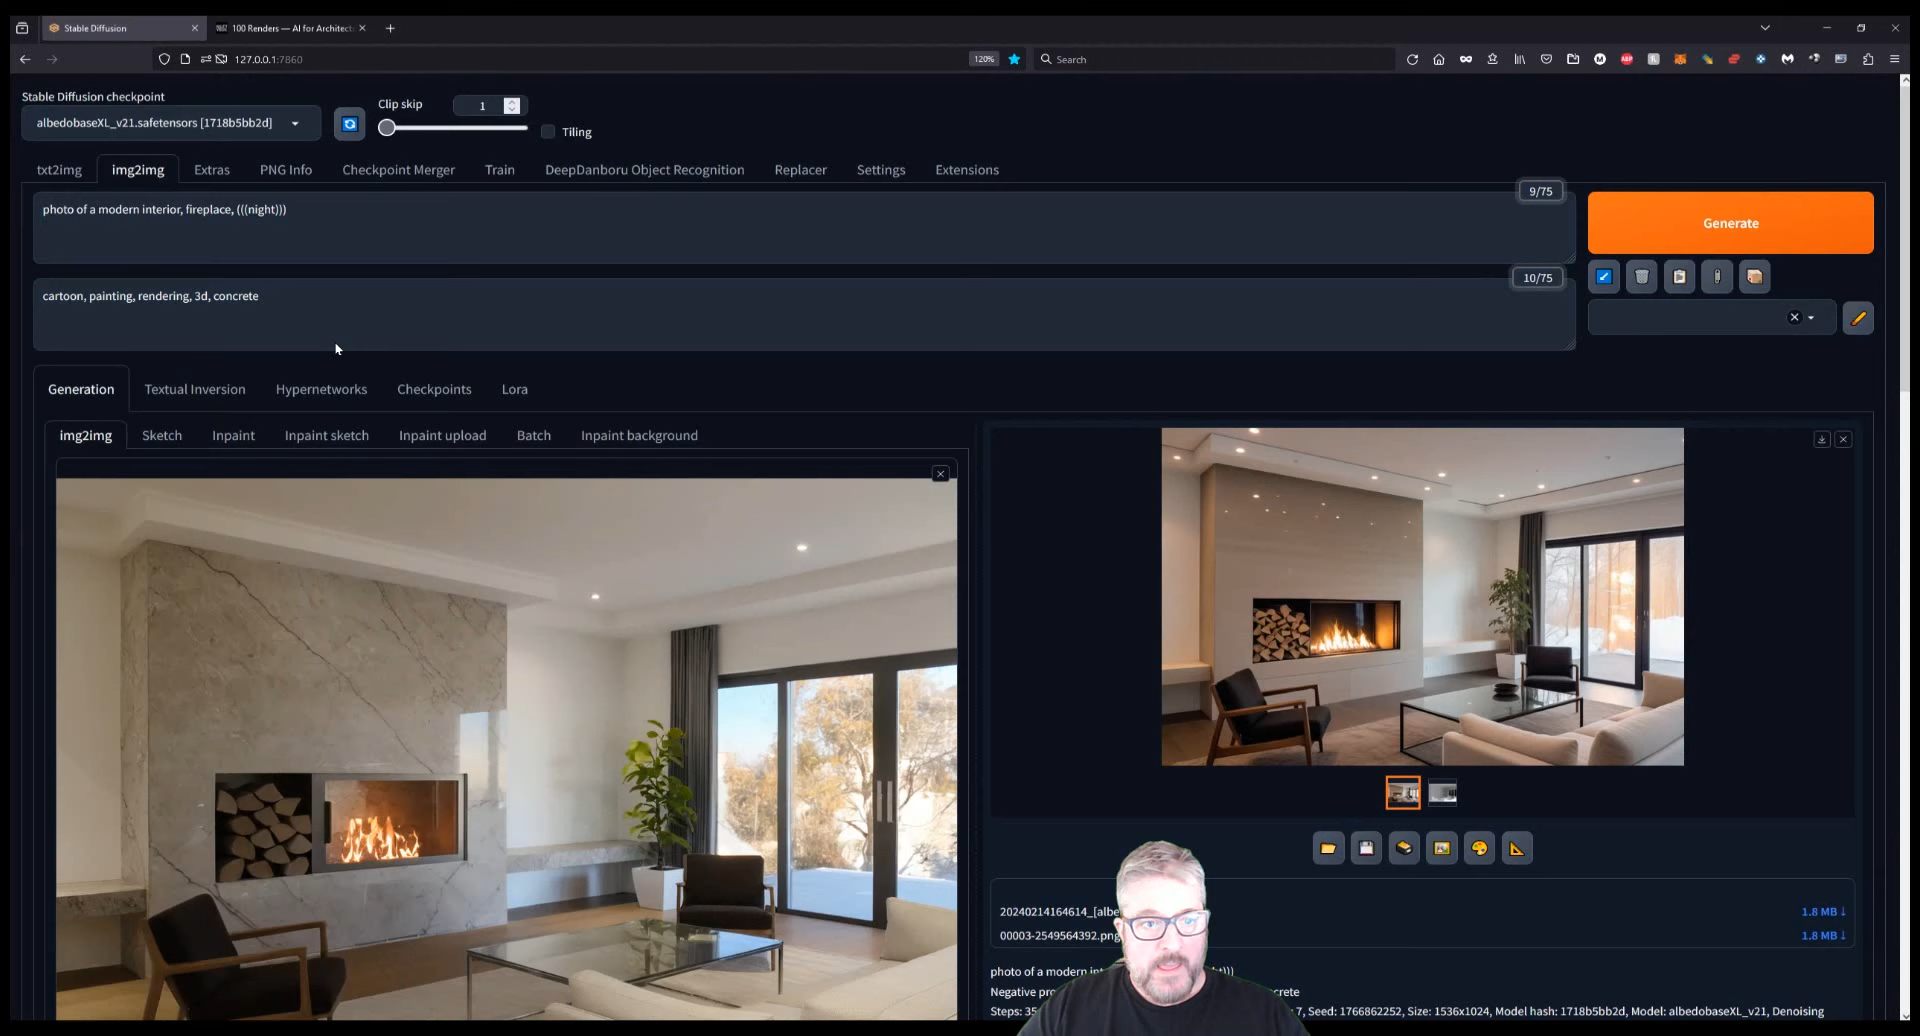 Stable Diffusion
100 Renders — AI for Architect
127.0.0.1:7860
120%
Search
Stable Diffusion checkpoint
albedobaseXL_v21.safetensors [1718b5bb2d]
Clip skip
1
Tiling
txt2img
img2img
Extras
PNG Info
Checkpoint Merger
Train
DeepDanboru Object Recognition
Replacer
Settings
Extensions
photo of a modern interior, fireplace, (((night)))
9/75
Generate
cartoon, painting, rendering, 3d, concrete
10/75
Generation
Textual Inversion
Hypernetworks
Checkpoints
Lora
img2img
Sketch
Inpaint
Inpaint sketch
Inpaint upload
Batch
Inpaint background
20240214164614_[albe
1.8 MB ↓
00003-2549564392.png
1.8 MB ↓
photo of a modern int ght)))
Negative pro crete
Steps: 35 7, Seed: 1766862252, Size: 1536x1024, Model hash: 1718b5bb2d, Model: albedobaseXL_v21, Denoising